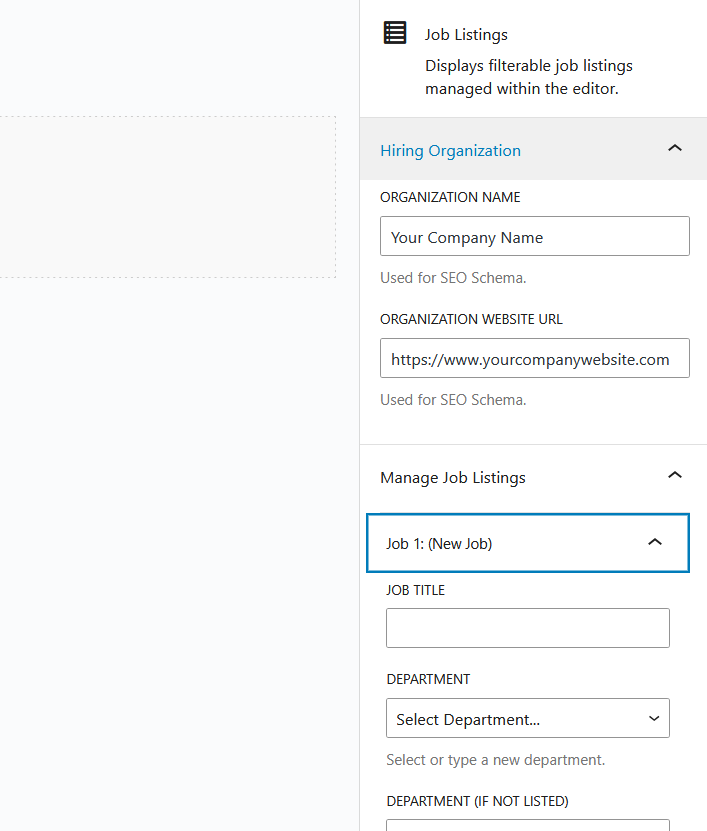 Job Listings
Displays filterable job listings
managed within the editor.
Hiring Organization
ORGANIZATION NAME
Your Company Name
Used for SEO Schema.
ORGANIZATION WEBSITE URL
https://www.yourcompanywebsite.com
Used for SEO Schema.
Manage Job Listings
Job 1: (New Job)
JOB TITLE
DEPARTMENT
Select Department...
Select or type a new department.
DEPARTMENT (IF NOT LISTED)